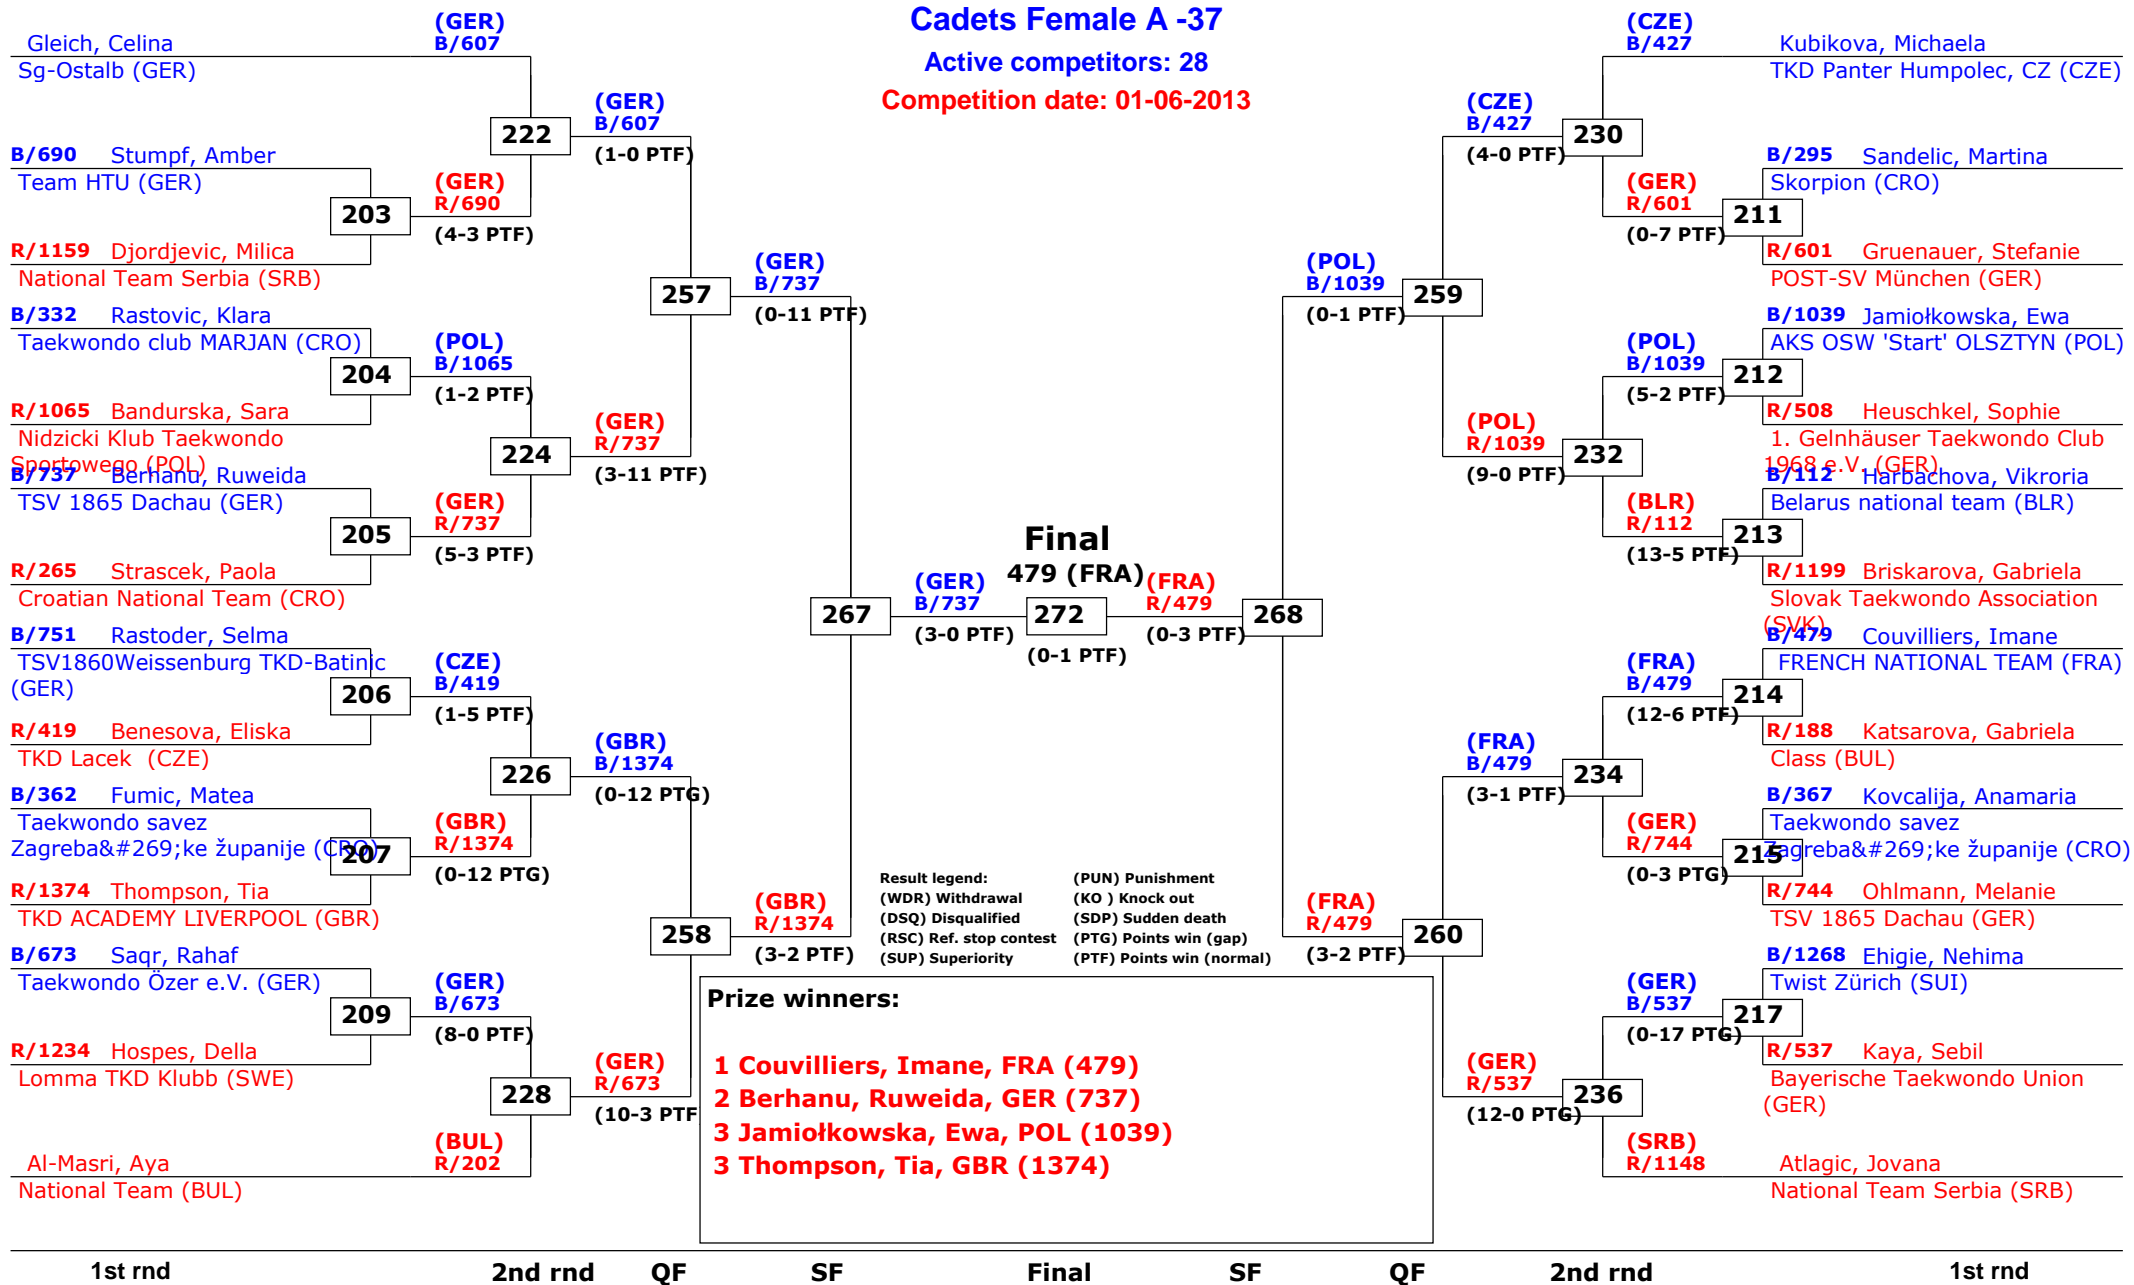 Cadets Female A -37
Active competitors: 28
Competition date: 01-06-2013
Gleich, Celina
Sg-Ostalb (GER)
B/690 Stumpf, Amber
Team HTU (GER)
203
R/1159 Djordjevic, Milica
National Team Serbia (SRB)
B/332 Rastovic, Klara
Taekwondo club MARJAN (CRO)
204
R/1065 Bandurska, Sara
Nidzicki Klub Taekwondo
Sportowego (POL)
B/737 Berhanu, Ruweida
TSV 1865 Dachau (GER)
205
R/265 Strascek, Paola
Croatian National Team (CRO)
B/751 Rastoder, Selma
TSV1860Weissenburg TKD-Batinic
(GER)
206
R/419 Benesova, Eliska
TKD Lacek (CZE)
B/362 Fumic, Matea
Taekwondo savez
Zagreba&#269;ke županije (CRO)
207
R/1374 Thompson, Tia
TKD ACADEMY LIVERPOOL (GBR)
B/673 Saqr, Rahaf
Taekwondo Özer e.V. (GER)
209
R/1234 Hospes, Della
Lomma TKD Klubb (SWE)
Al-Masri, Aya
National Team (BUL)
(GER)
B/607
222
(GER)
R/690
(4-3 PTF)
(POL)
B/1065
(1-2 PTF)
224
(GER)
R/737
(5-3 PTF)
(CZE)
B/419
(1-5 PTF)
226
(GBR)
R/1374
(0-12 PTG)
(GER)
B/673
(8-0 PTF)
228
(BUL)
R/202
(GER)
B/607
(1-0 PTF)
257
(GER)
R/737
(3-11 PTF)
(GBR)
B/1374
(0-12 PTG)
258
(GER)
R/673
(10-3 PTF
(GER)
B/737
(0-11 PTF)
267
(GBR)
R/1374
(3-2 PTF)
(GER)
B/737
(3-0 PTF)
Final
479 (FRA)
272
(0-1 PTF)
(FRA)
R/479
(0-3 PTF)
268
(POL)
B/1039
(0-1 PTF)
259
(FRA)
R/479
(3-2 PTF)
260
(CZE)
B/427
(4-0 PTF)
230
(POL)
R/1039
(9-0 PTF)
232
(FRA)
B/479
(3-1 PTF)
234
(GER)
R/537
(12-0 PTG)
236
(CZE)
B/427
(GER)
R/601
(0-7 PTF)
211
(POL)
B/1039
(5-2 PTF)
212
(BLR)
R/112
(13-5 PTF)
213
(FRA)
B/479
(12-6 PTF)
214
(GER)
R/744
(0-3 PTG)
215
(GER)
B/537
(0-17 PTG)
217
(SRB)
R/1148
Kubikova, Michaela
TKD Panter Humpolec, CZ (CZE)
B/295 Sandelic, Martina
Skorpion (CRO)
R/601 Gruenauer, Stefanie
POST-SV München (GER)
B/1039 Jamiołkowska, Ewa
AKS OSW 'Start' OLSZTYN (POL)
R/508 Heuschkel, Sophie
1. Gelnhäuser Taekwondo Club
1968 e.V. (GER)
B/112 Harbachova, Vikroria
Belarus national team (BLR)
R/1199 Briskarova, Gabriela
Slovak Taekwondo Association
(SVK)
B/479 Couvilliers, Imane
FRENCH NATIONAL TEAM (FRA)
R/188 Katsarova, Gabriela
Class (BUL)
B/367 Kovcalija, Anamaria
Taekwondo savez
Zagreba&#269;ke županije (CRO)
R/744 Ohlmann, Melanie
TSV 1865 Dachau (GER)
B/1268 Ehigie, Nehima
Twist Zürich (SUI)
R/537 Kaya, Sebil
Bayerische Taekwondo Union
(GER)
Atlagic, Jovana
National Team Serbia (SRB)
Result legend:
(WDR) Withdrawal
(DSQ) Disqualified
(RSC) Ref. stop contest
(SUP) Superiority
(PUN) Punishment
(KO ) Knock out
(SDP) Sudden death
(PTG) Points win (gap)
(PTF) Points win (normal)
Prize winners:
1 Couvilliers, Imane, FRA (479)
2 Berhanu, Ruweida, GER (737)
3 Jamiołkowska, Ewa, POL (1039)
3 Thompson, Tia, GBR (1374)
1st rnd 2nd rnd QF SF Final SF QF 2nd rnd 1st rnd